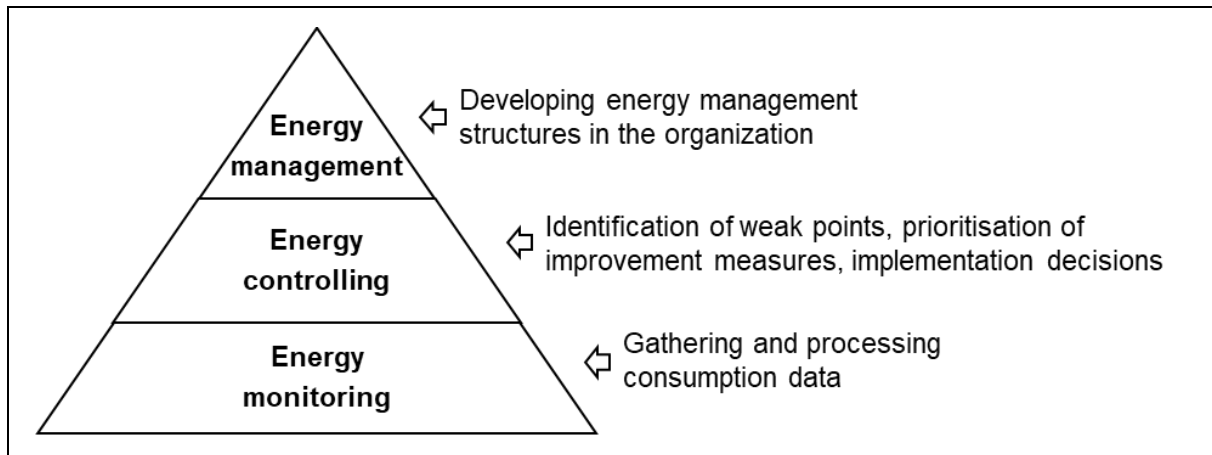 Energy
management
Developing energy management
structures in the organization
Energy
controlling
Identification of weak points, prioritisation of
improvement measures, implementation decisions
Energy
monitoring
Gathering and processing
consumption data